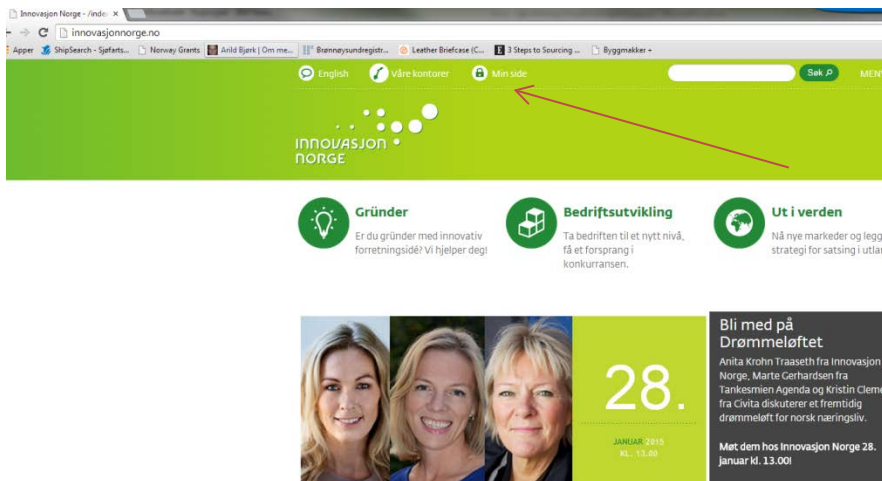 Innovasjon Norge - /inde
innovasjonnorge.no
Apper ShipSearch - Sjøfarts... Norway Grants Arild Bjørk | Om me... Brønnøysundregistr... Leather Briefcase (C... 3 Steps to Sourcing ... Byggmakker -
English Våre kontorer Min side Søk MEN
INNOVASJON
NORGE
Gründer
Er du gründer med innovativ
forretningsidé? Vi hjelper deg!
Bedriftsutvikling
Ta bedriften til et nytt nivå,
få et forsprang i
konkurransen.
Ut i verden
Nå nye markeder og legg
strategi for satsing i utlar
28.
JANUAR 2015
KL. 13.00
Bli med på
Drømmeløftet
Anita Krohn Traaseth fra Innovasjon
Norge, Marte Gerhardsen fra
Tankesmien Agenda og Kristin Cleme
fra Civita diskuterer et fremtidig
drømmeløft for norsk næringsliv.
Møt dem hos Innovasjon Norge 28.
januar kl. 13.00!